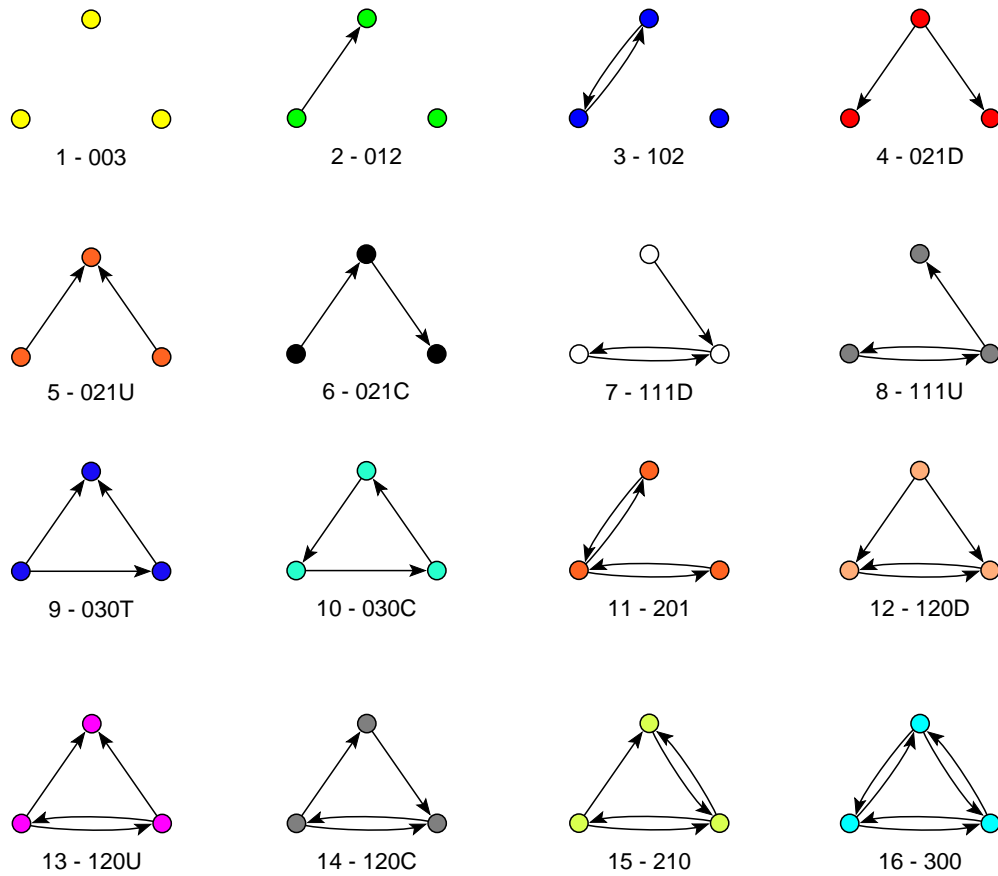 1 - 003
2 - 012
3 - 102
4 - 021D
5 - 021U
6 - 021C
7 - 111D
8 - 111U
9 - 030T
10 - 030C
11 - 201
12 - 120D
13 - 120U
14 - 120C
15 - 210
16 - 300